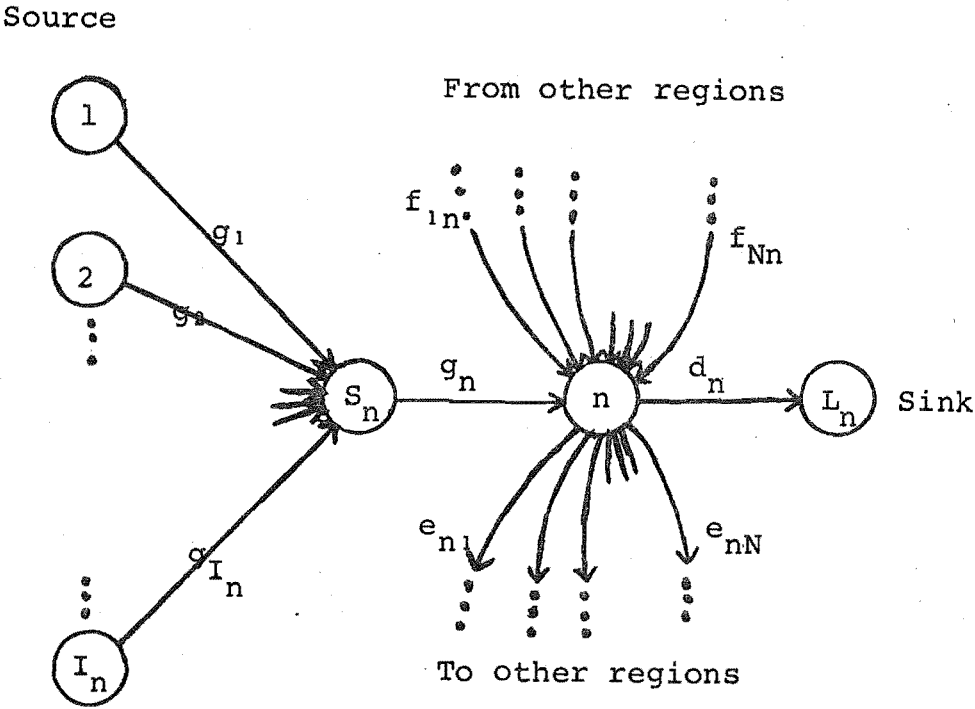 Source
1
From other regions
f1n
g1
fNn
2
g2
gn
dn
Sn
n
Ln
Sink
en1
enN
gIn
In
To other regions